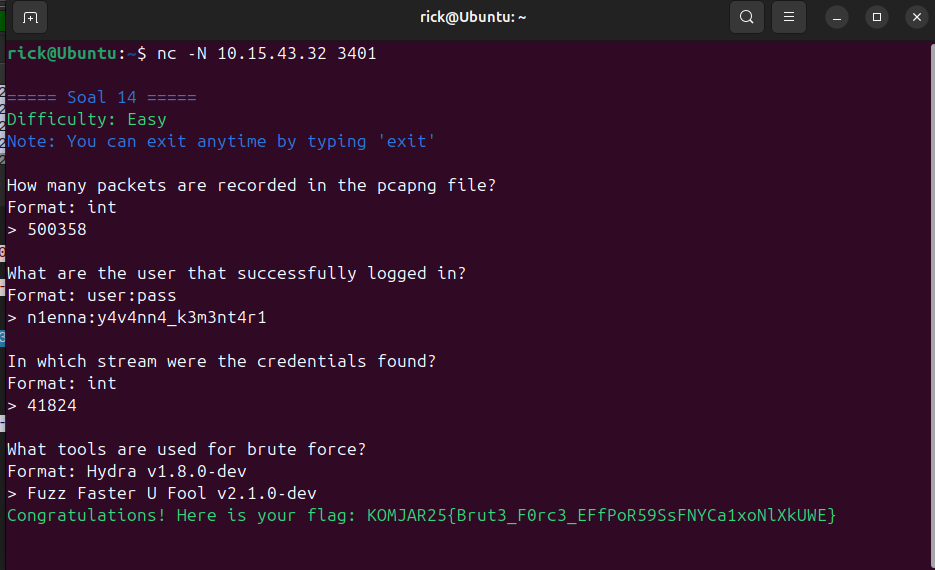 rick@Ubuntu: ~
rick@Ubuntu:~$ nc -N 10.15.43.32 3401
===== Soal 14 =====
Difficulty: Easy
Note: You can exit anytime by typing 'exit'
How many packets are recorded in the pcapng file?
Format: int
> 500358
What are the user that successfully logged in?
Format: user:pass
> n1enna:y4v4nn4_k3m3nt4r1
In which stream were the credentials found?
Format: int
> 41824
What tools are used for brute force?
Format: Hydra v1.8.0-dev
> Fuzz Faster U Fool v2.1.0-dev
Congratulations! Here is your flag: KOMJAR25{Brut3_F0rc3_EFfPoR59SsFNYCa1xoNlXkUWE}